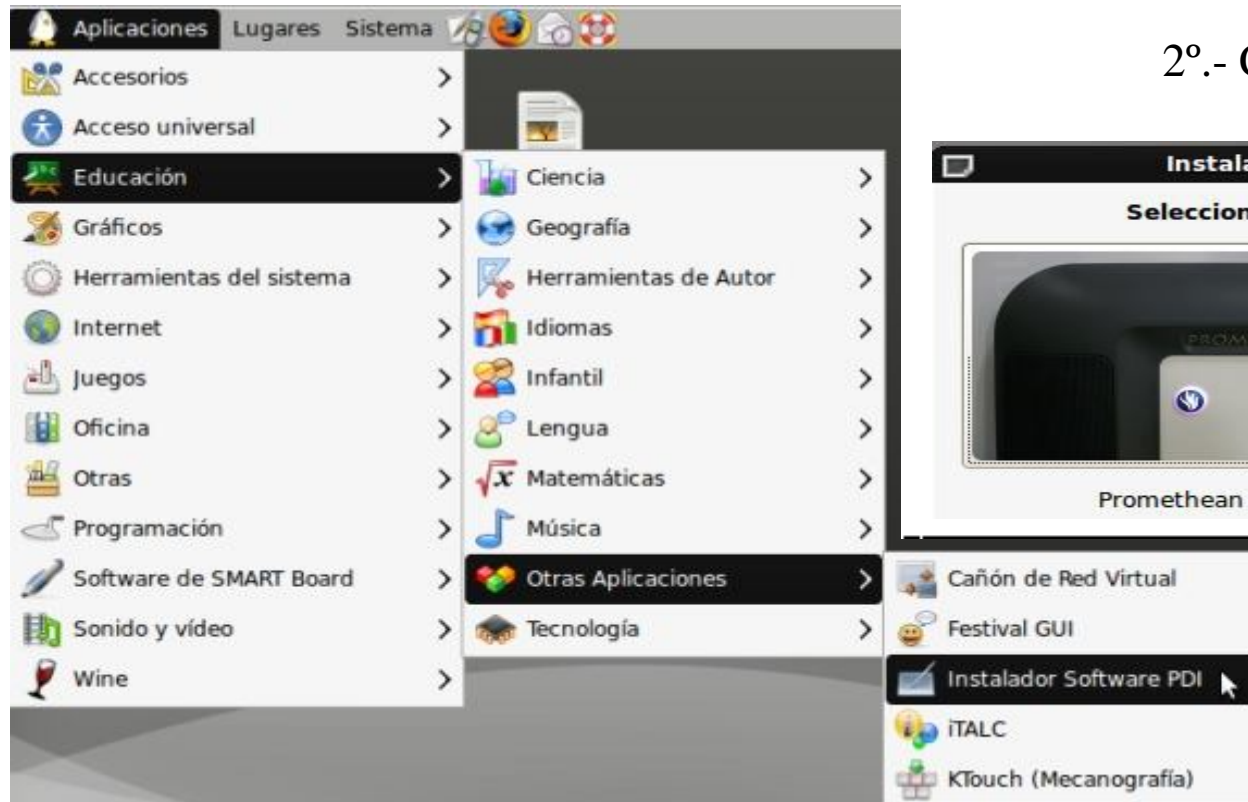 Aplicaciones Lugares Sistema
Accesorios
Acceso universal
Educación
Gráficos
Herramientas del sistema
Internet
Juegos
Oficina
Otras
Programación
Software de SMART Board
Sonido y vídeo
Wine
Ciencia
Geografía
Herramientas de Autor
Idiomas
Infantil
Lengua
Matemáticas
Música
Otras Aplicaciones
Tecnología
Cañón de Red Virtual
Festival GUI
Instalador Software PDI
iTALC
KTouch (Mecanografía)
2º.-
Promethean